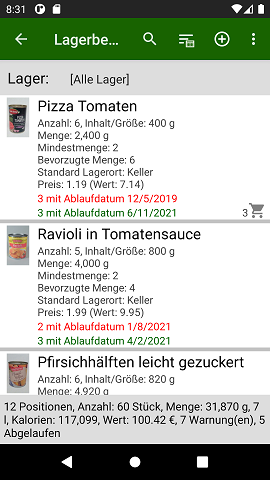 8:31
Lagerbe...
Lager: [Alle Lager]
Pizza Tomaten
Anzahl: 6, Inhalt/Größe: 400 g
Menge: 2,400 g
Mindestmenge: 2
Bevorzugte Menge: 6
Standard Lagerort: Keller
Preis: 1.19 (Wert: 7.14)
3 mit Ablaufdatum 12/5/2019
3 mit Ablaufdatum 6/11/2021
3
Ravioli in Tomatensauce
Anzahl: 5, Inhalt/Größe: 800 g
Menge: 4,000 g
Mindestmenge: 2
Bevorzugte Menge: 4
Standard Lagerort: Keller
Preis: 1.99 (Wert: 9.95)
2 mit Ablaufdatum 1/8/2021
3 mit Ablaufdatum 4/2/2021
Pfirsichhälften leicht gezuckert
Anzahl: 6, Inhalt/Größe: 820 g
Menge: 4,920 g
12 Positionen, Anzahl: 60 Stück, Menge: 31,870 g, 7
l, Kalorien: 117,099, Wert: 100.42 €, 7 Warnung(en), 5
Abgelaufen